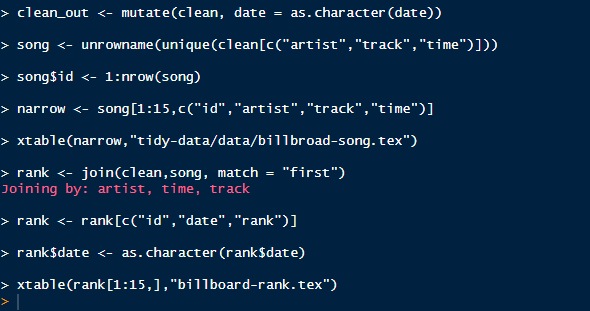 > clean_out <- mutate(clean, date = as.character(date))
> song <- unrowname(unique(clean[c("artist","track","time")]))
> song$id <- 1:nrow(song)
> narrow <- song[1:15,c("id","artist","track","time")]
> xtable(narrow,"tidy-data/data/billbroad-song.tex")
> rank <- join(clean,song, match = "first")
Joining by: artist, time, track
> rank <- rank[c("id","date","rank")]
> rank$date <- as.character(rank$date)
> xtable(rank[1:15,],"billboard-rank.tex")
>